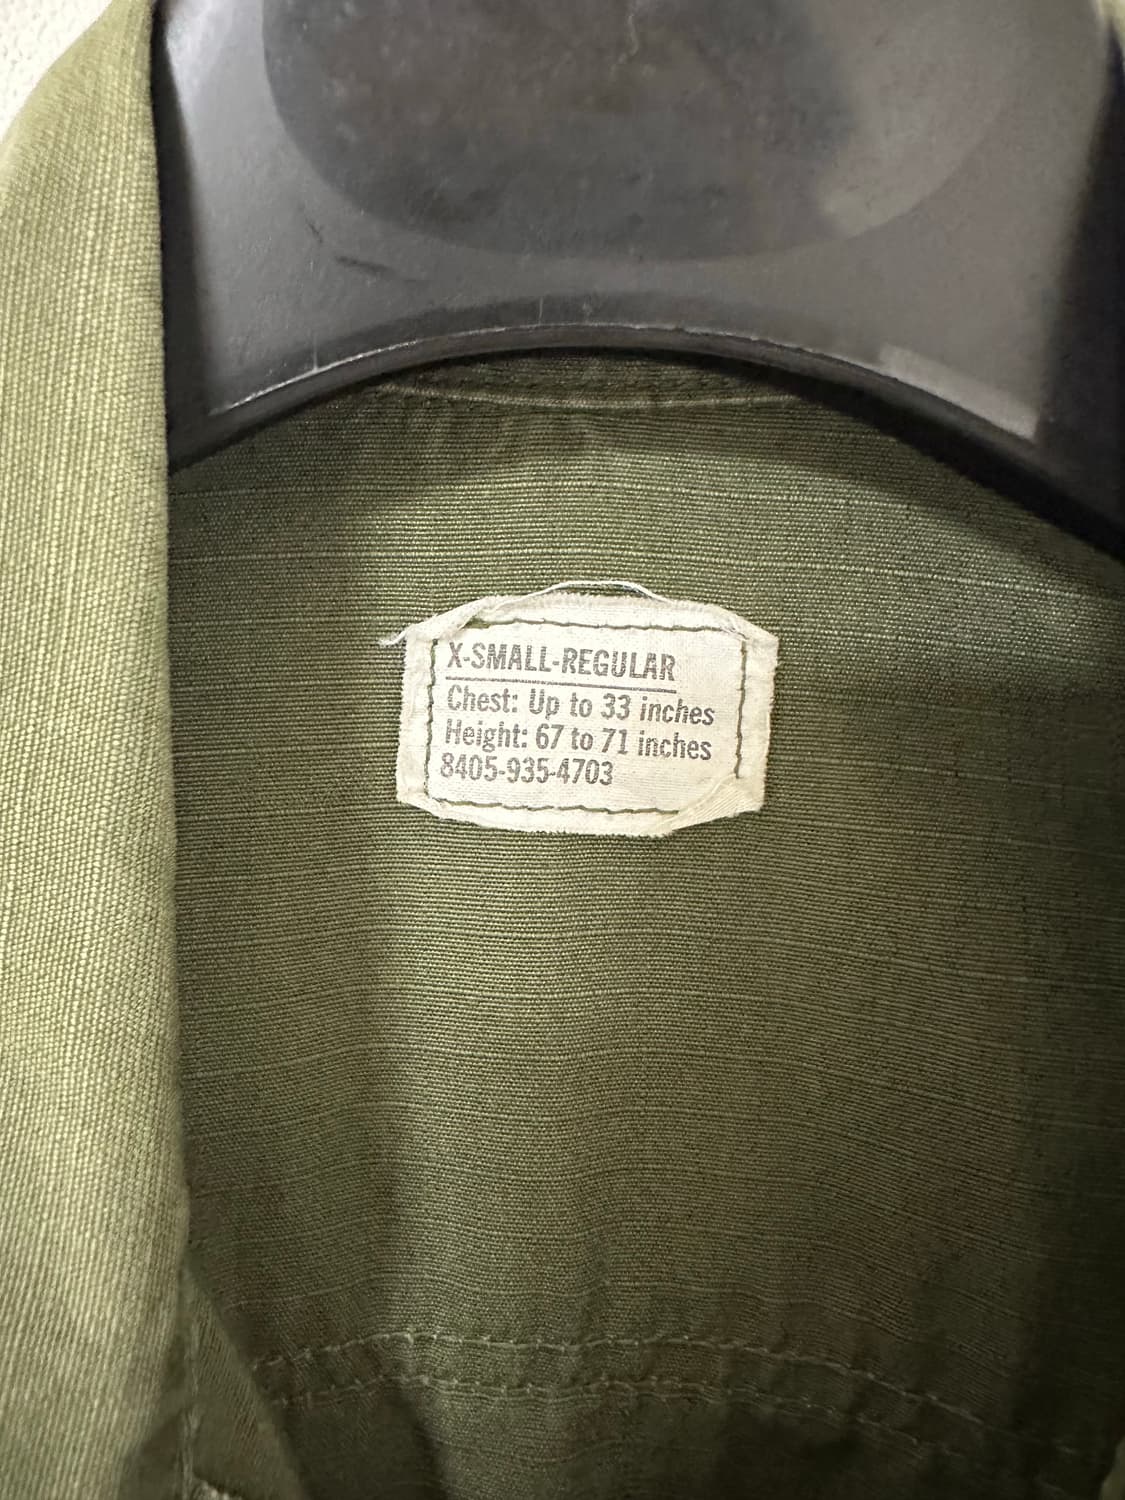 X-SMALL-REGULAR
Chest: Up to 33 inches
Height: 67 to 71 inches
8405-935-4703